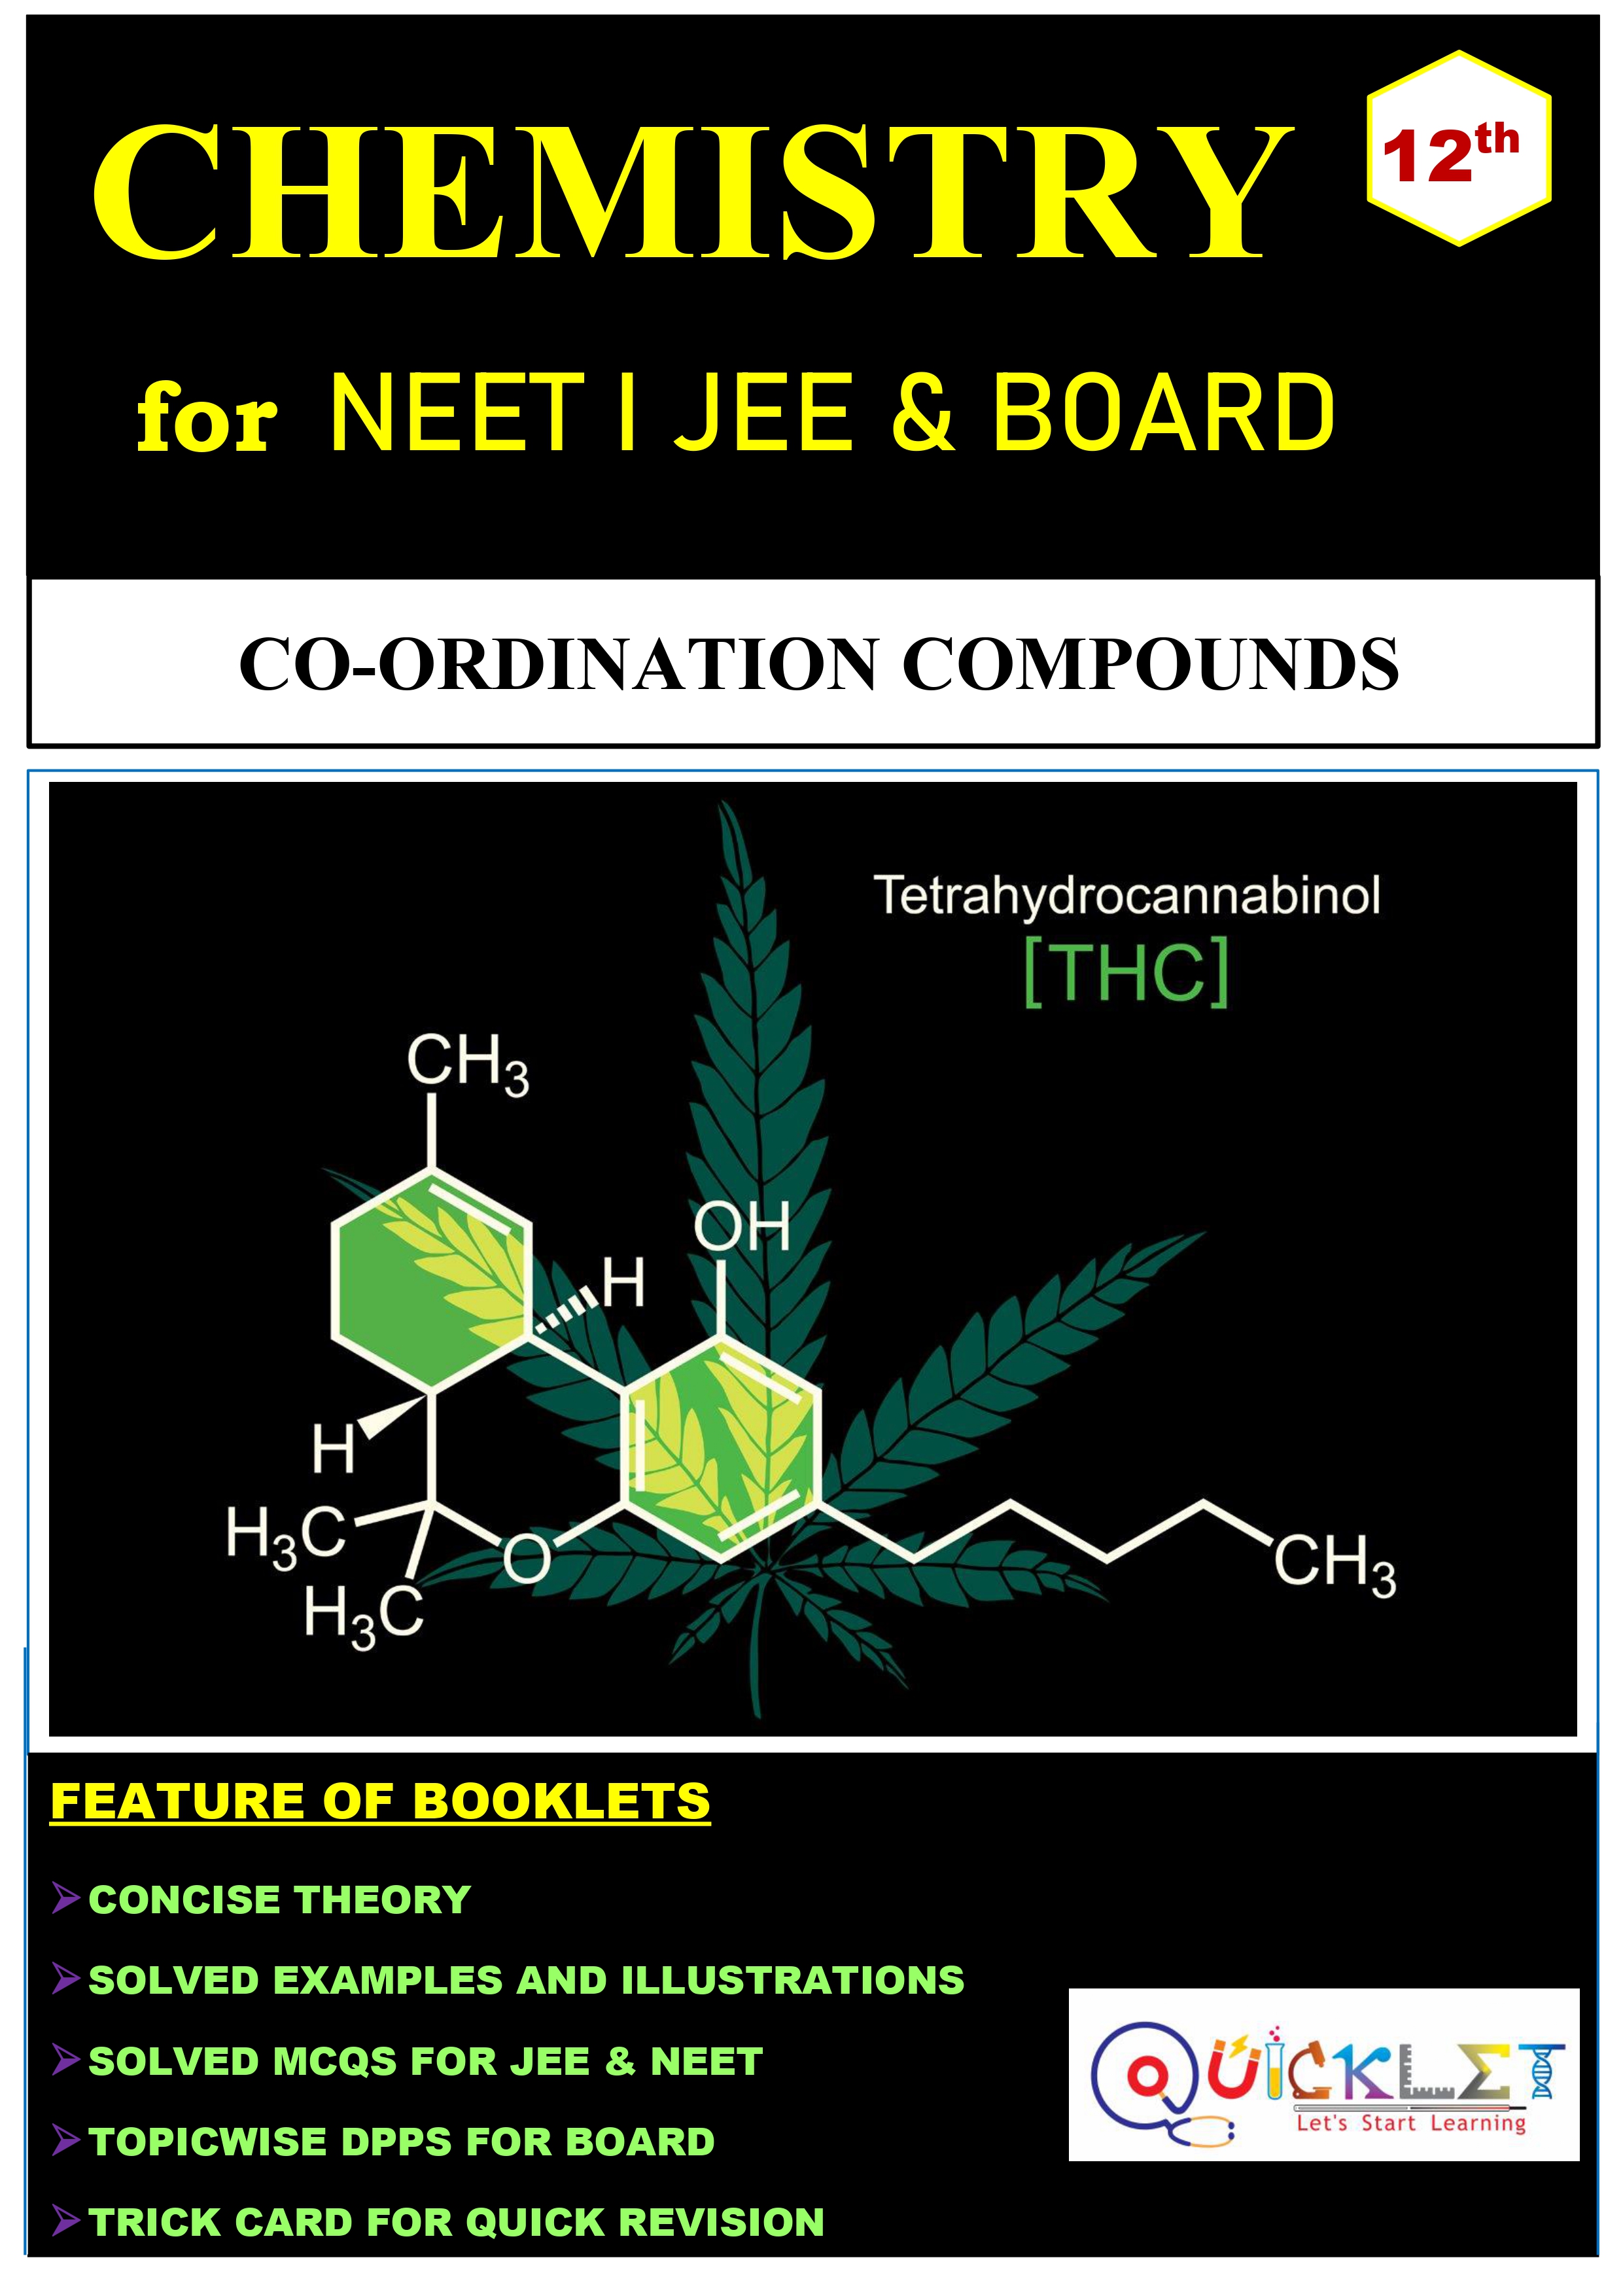 CHEMISTRY
12th
for NEET I JEE & BOARD
CO-ORDINATION COMPOUNDS
Tetrahydrocannabinol
[THC]
CH3
OH
H
H
H3C
O
CH3
H3C
FEATURE OF BOOKLETS
CONCISE THEORY
SOLVED EXAMPLES AND ILLUSTRATIONS
SOLVED MCQS FOR JEE & NEET
TOPICWISE DPPS FOR BOARD
TRICK CARD FOR QUICK REVISION
QUICKLET
Let's Start Learning